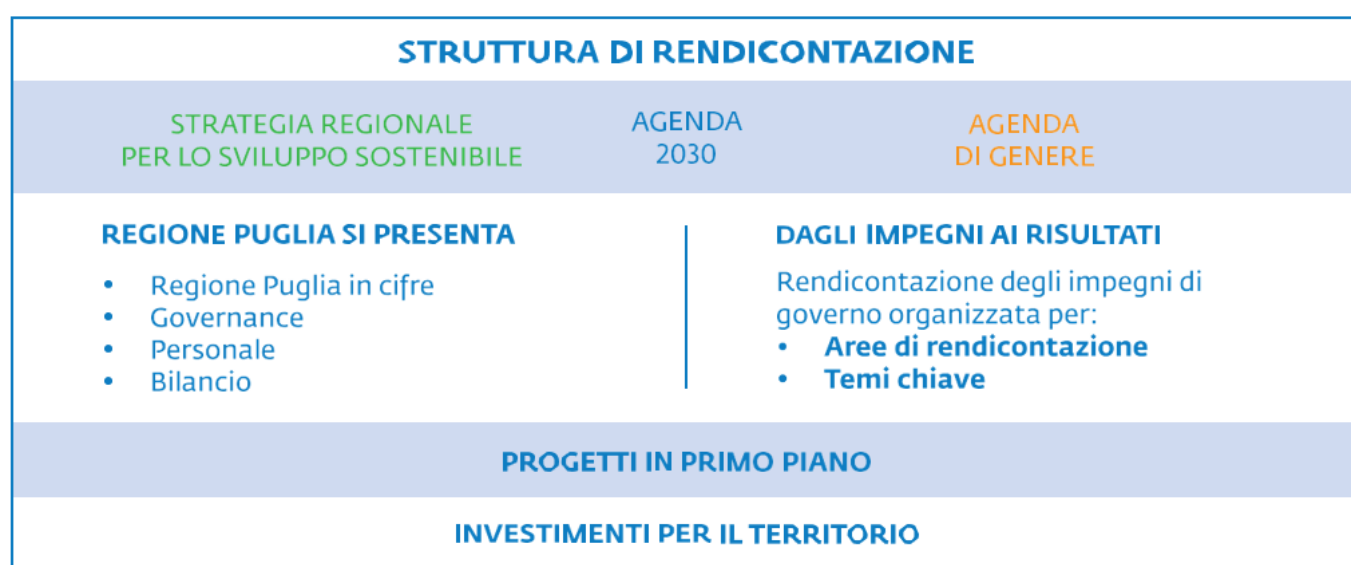 STRUTTURA DI RENDICONTAZIONE
STRATEGIA REGIONALE
PER LO SVILUPPO SOSTENIBILE
AGENDA
2030
AGENDA
DI GENERE
REGIONE PUGLIA SI PRESENTA
• Regione Puglia in cifre
• Governance
• Personale
• Bilancio
DAGLI IMPEGNI AI RISULTATI
Rendicontazione degli impegni di
governo organizzata per:
• Aree di rendicontazione
• Temi chiave
PROGETTI IN PRIMO PIANO
INVESTIMENTI PER IL TERRITORIO